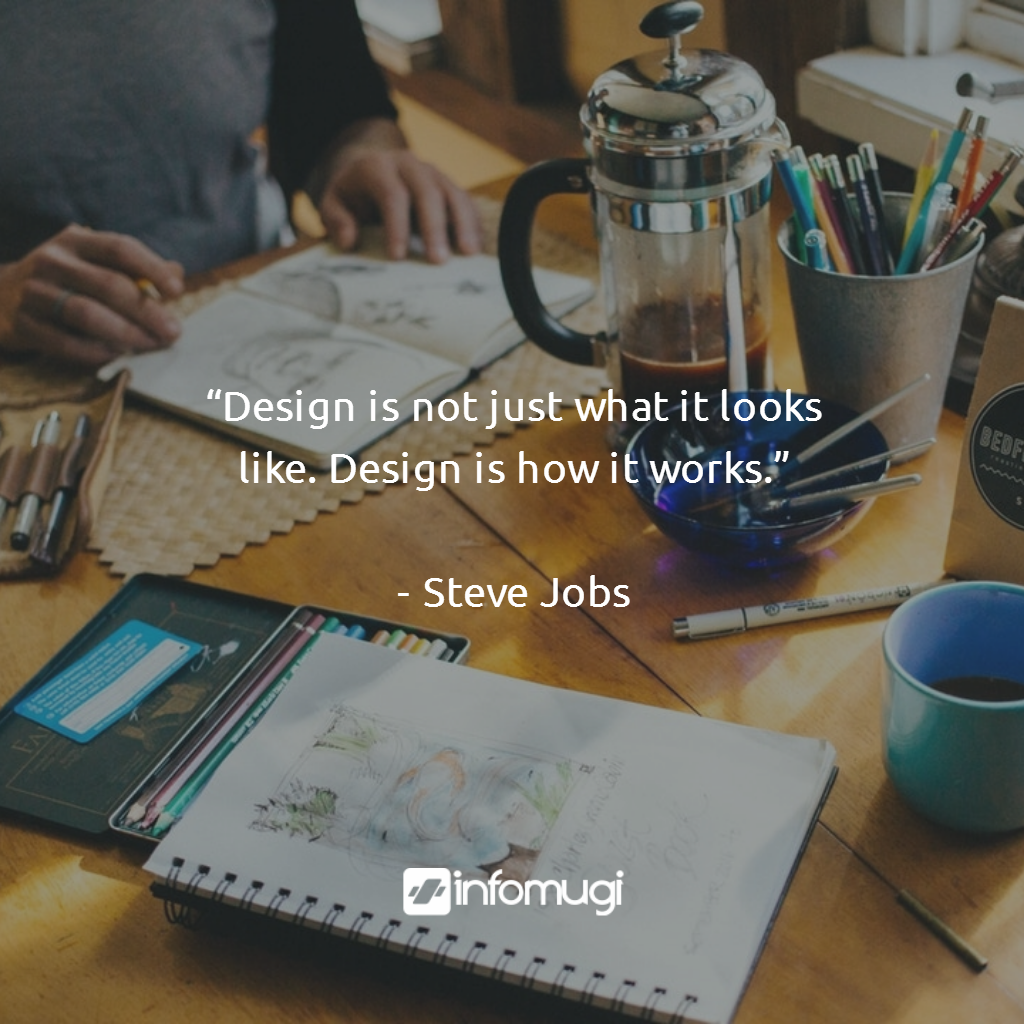 “Design is not just what it looks
like. Design is how it works.”
- Steve Jobs
infomugi